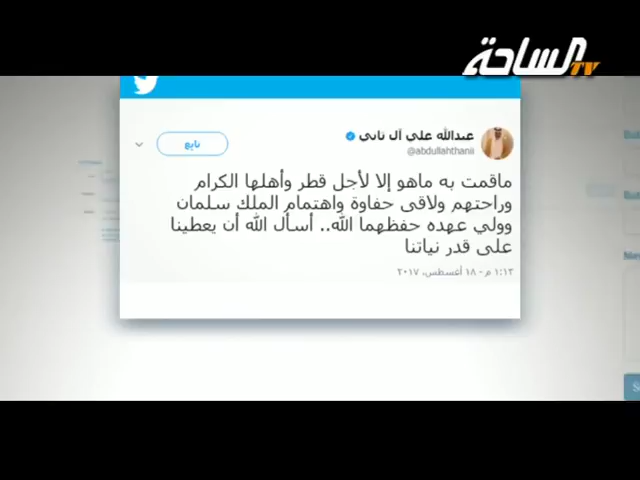 الساحة TV
عبدالله علي آل ثاني
@abdullahthanii
تابع
ماقمت به ماهو إلا لأجل قطر وأهلها الكرام
وراحتهم ولاقى حفاوة واهتمام الملك سلمان
وولي عهده حفظهما الله.. أسأل الله أن يعطينا
على قدر نياتنا
١:١٣ م - ١٨ أغسطس، ٢٠١٧